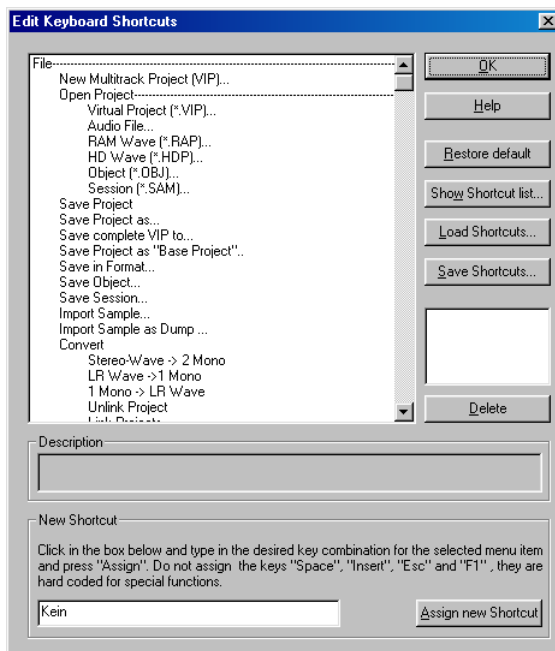 Edit Keyboard Shortcuts
File
New Multitrack Project (VIP)...
Open Project
Virtual Project (*.VIP)...
Audio File...
RAM Wave (*.RAP)...
HD Wave (*.HDP)...
Object (*.OBJ)...
Session (*.SAM)...
Save Project
Save Project as...
Save complete VIP to...
Save Project as "Base Project"..
Save in Format...
Save Object...
Save Session...
Import Sample...
Import Sample as Dump ...
Convert
Stereo-Wave -> 2 Mono
LR Wave ->1 Mono
1 Mono -> LR Wave
Unlink Project
OK
Help
Restore default
Show Shortcut list...
Load Shortcuts...
Save Shortcuts...
Delete
Description
New Shortcut
Click in the box below and type in the desired key combination for the selected menu item
and press "Assign". Do not assign the keys "Space", "Insert", "Esc" and "F1" , they are
hard coded for special functions.
Kein
Assign new Shortcut